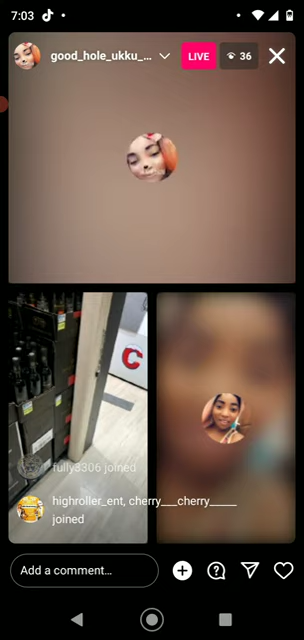 7:03
good_hole_ukku_...
LIVE
36
C
fully3306 joined
highroller_ent, cherry___cherry_____
joined
Add a comment...